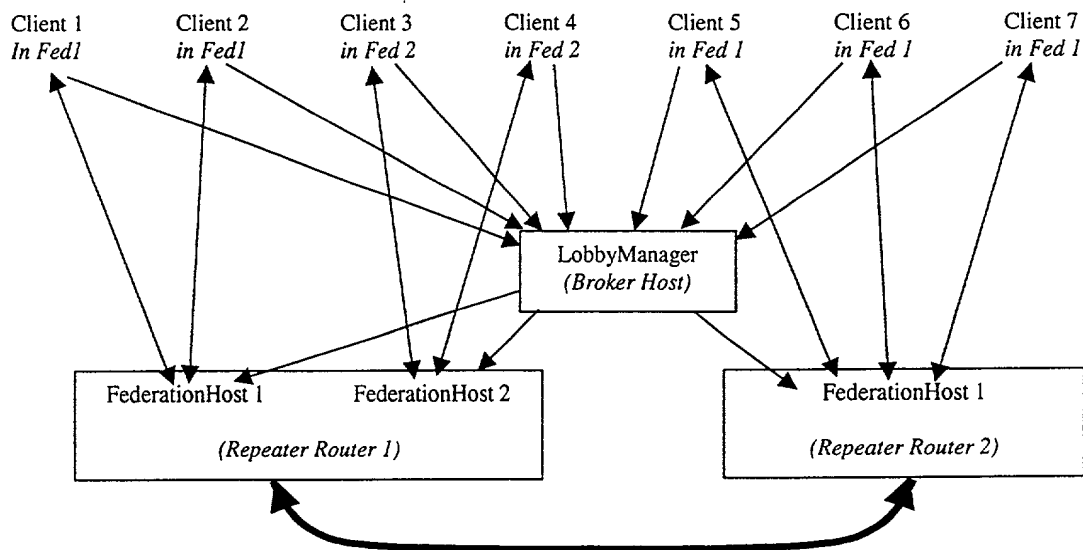 Client 1
In Fed1
Client 2
in Fed1
Client 3
in Fed 2
Client 4
in Fed 2
Client 5
in Fed 1
Client 6
in Fed 1
Client 7
in Fed 1
LobbyManager
(Broker Host)
FederationHost 1
FederationHost 2
(Repeater Router 1)
FederationHost 1
(Repeater Router 2)